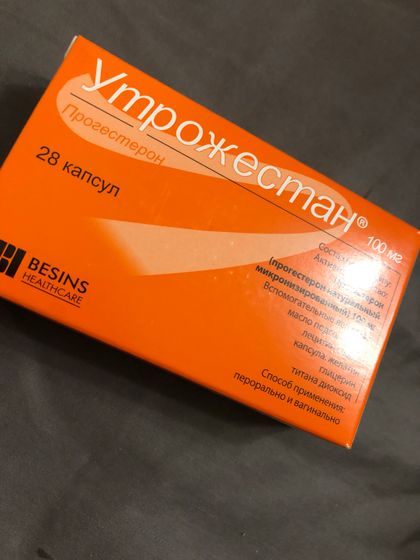 Утрожестан®
Прогестерон
100 мг
28 капсул
BESINS
HEALTHCARE
(прогестерон натуральный
микронизированный) 100 мг
Вспомогательные
масло
капсула:
глицерин
титана диоксид
Способ применения:
перорально и вагинально